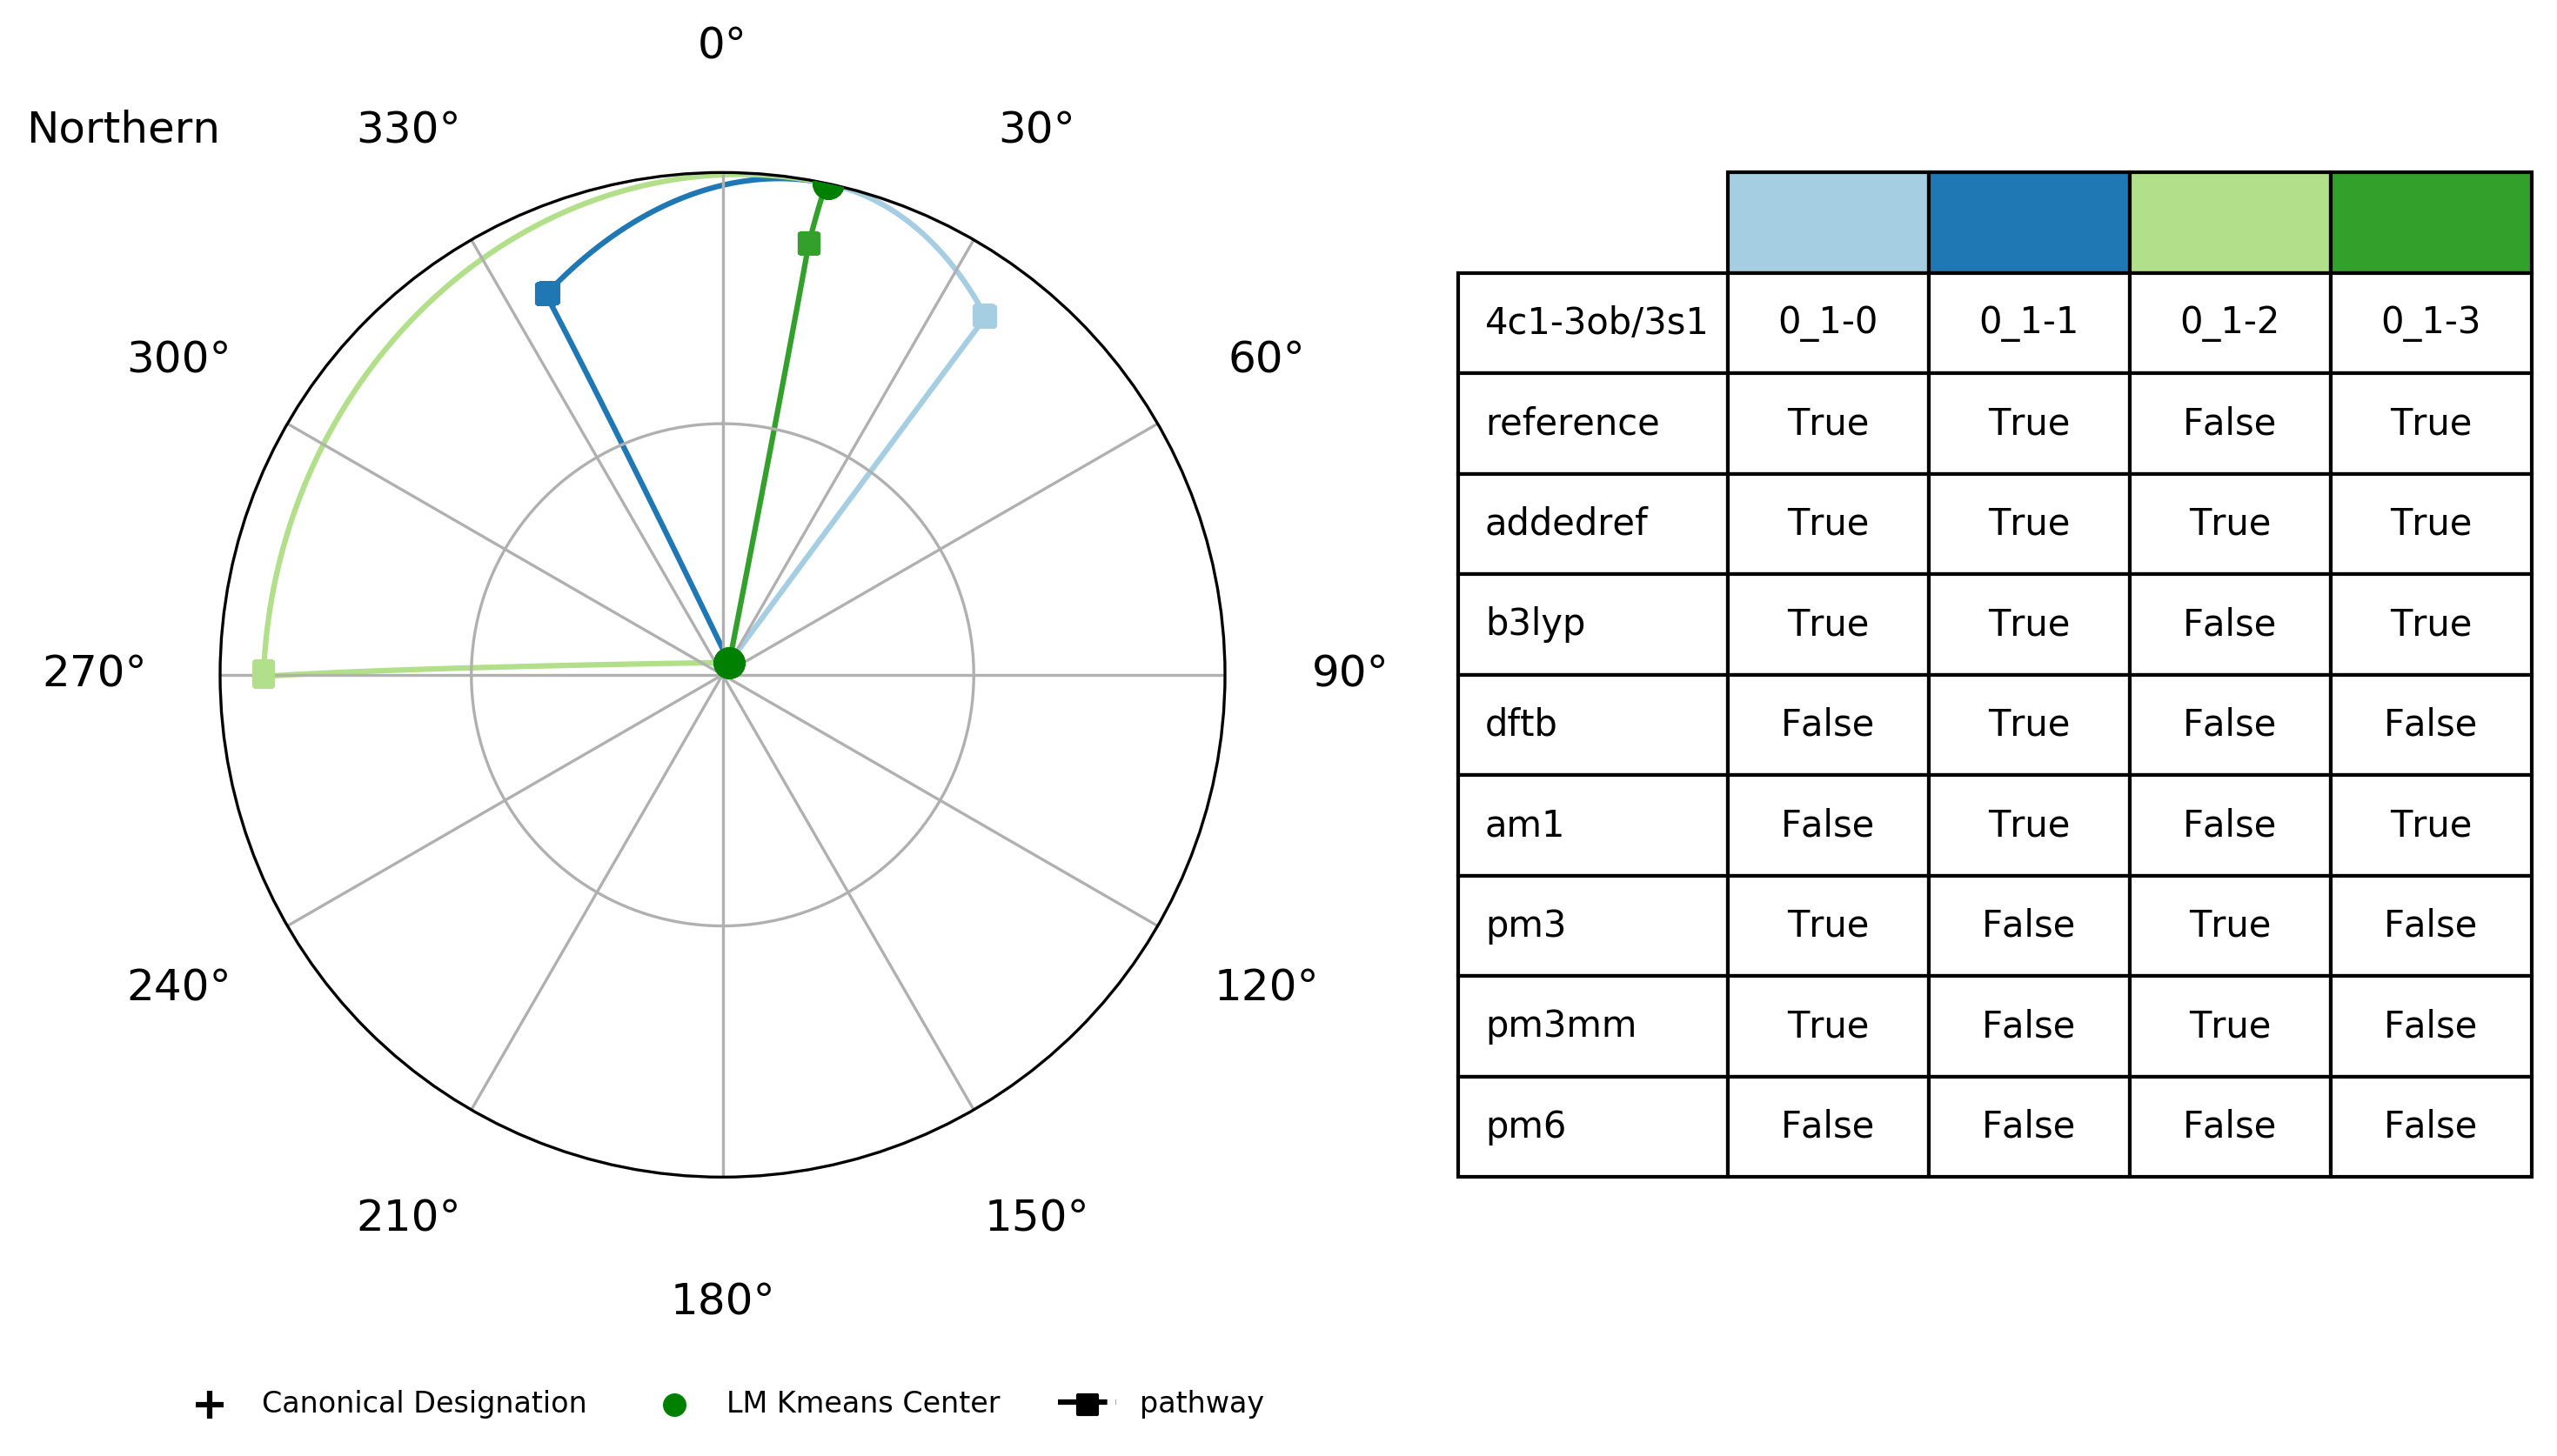 0°
Northern 330° 30°
300° 60°
270° 90°
240° 120°
210° 150°
180°
4c1-3ob/3s1 0_1-0 0_1-1 0_1-2 0_1-3
reference True True False True
addedref True True True True
b3lyp True True False True
dftb False True False False
am1 False True False True
pm3 True False True False
pm3mm True False True False
pm6 False False False False
Canonical Designation LM Kmeans Center pathway